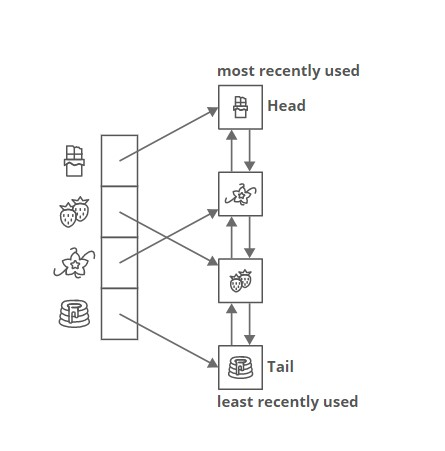 most recently used
Head
Tail
least recently used